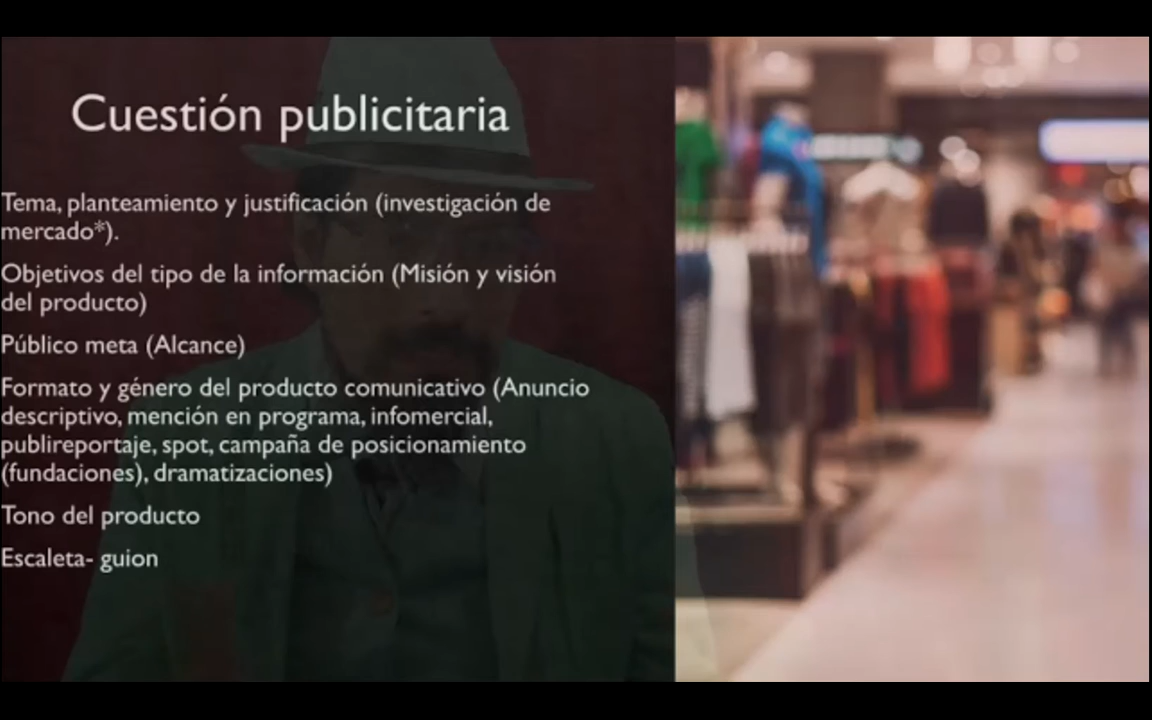 Cuestión publicitaria
Tema, planteamiento y justificación (investigación de
mercado*).
Objetivos del tipo de la información (Misión y visión
del producto)
Público meta (Alcance)
Formato y género del producto comunicativo (Anuncio
descriptivo, mención en programa, infomercial,
publireportaje, spot, campaña de posicionamiento
(fundaciones), dramatizaciones)
Tono del producto
Escaleta- guion